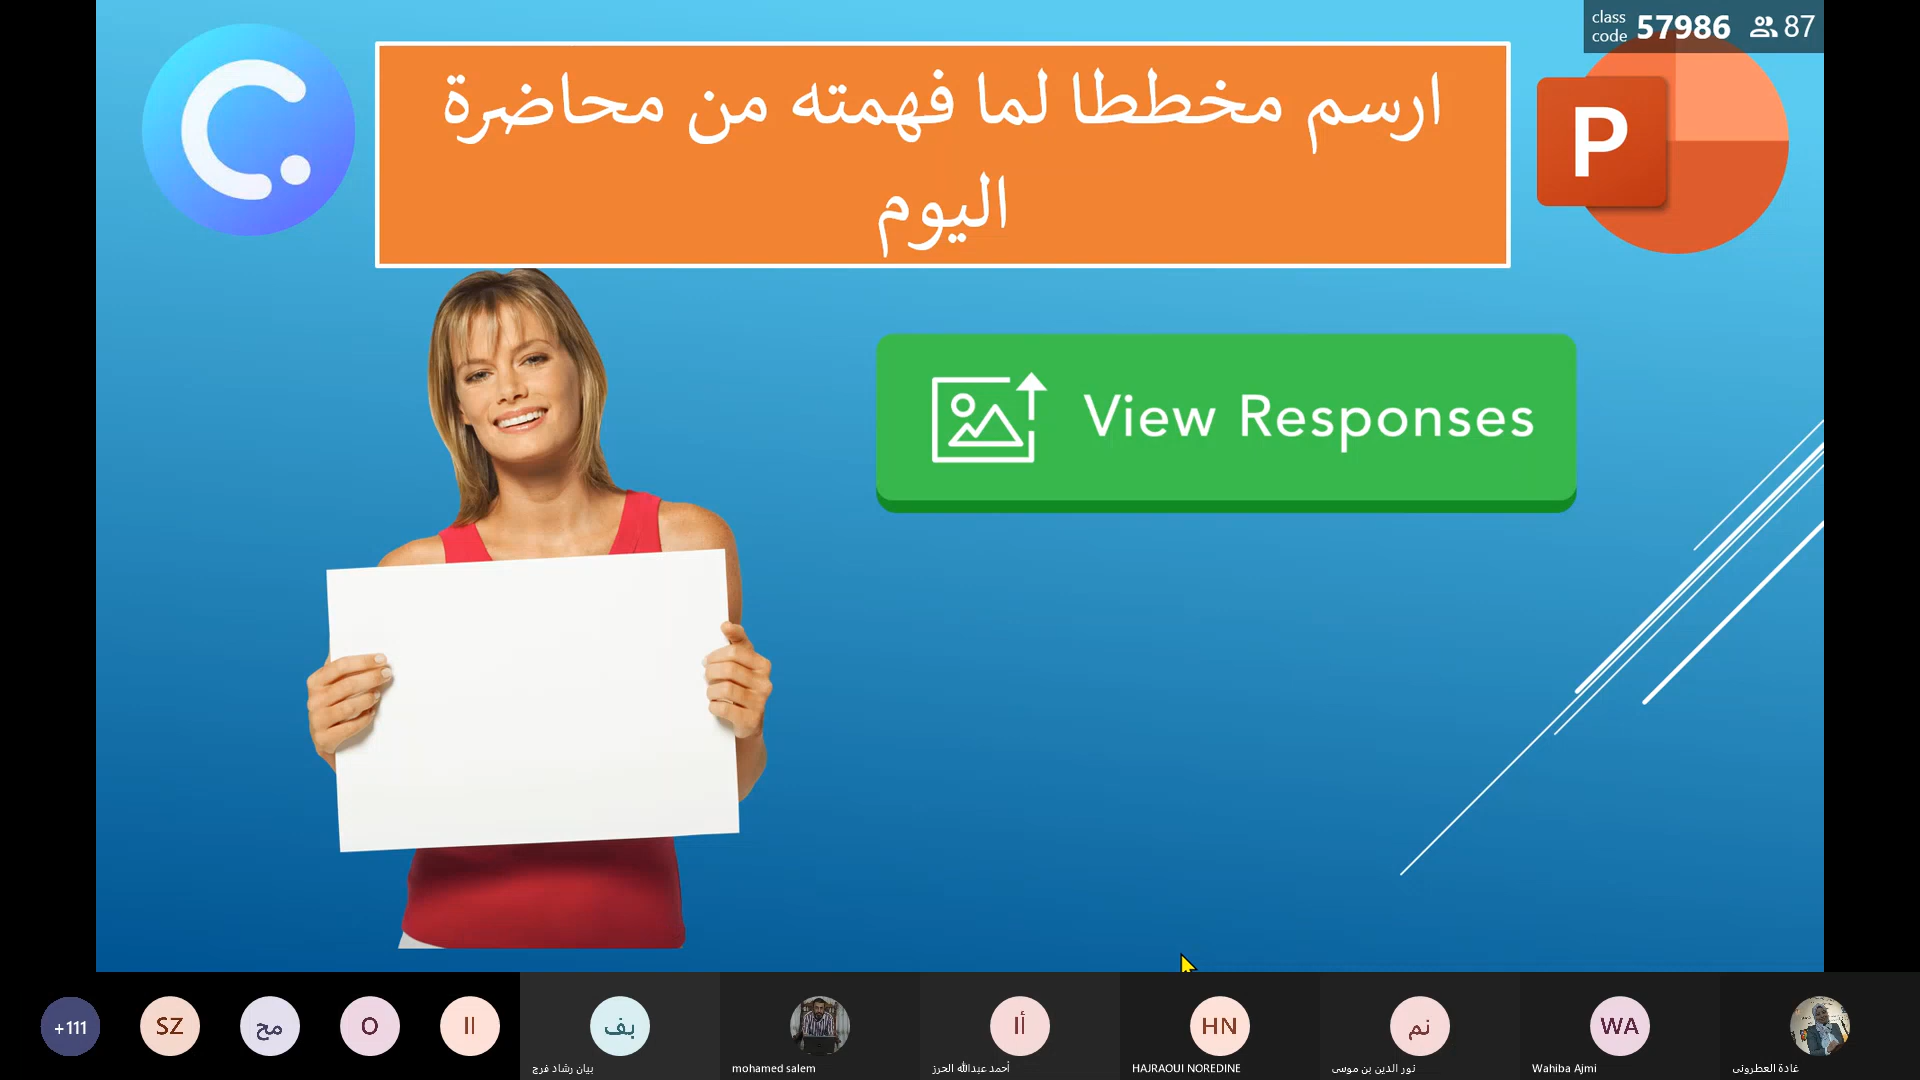 class
code 57986 87
ارسم مخططا لما فهمته من محاضرة
اليوم
P
View Responses
+111
SZ
مح
O
اا
بف
أا
HN
نم
WA
بيان رشاد فرج
mohamed salem
أحمد عبدالله الحرز
HAJRAOUI NOREDINE
نور الدين بن موسى
Wahiba Ajmi
غادة العطرونى